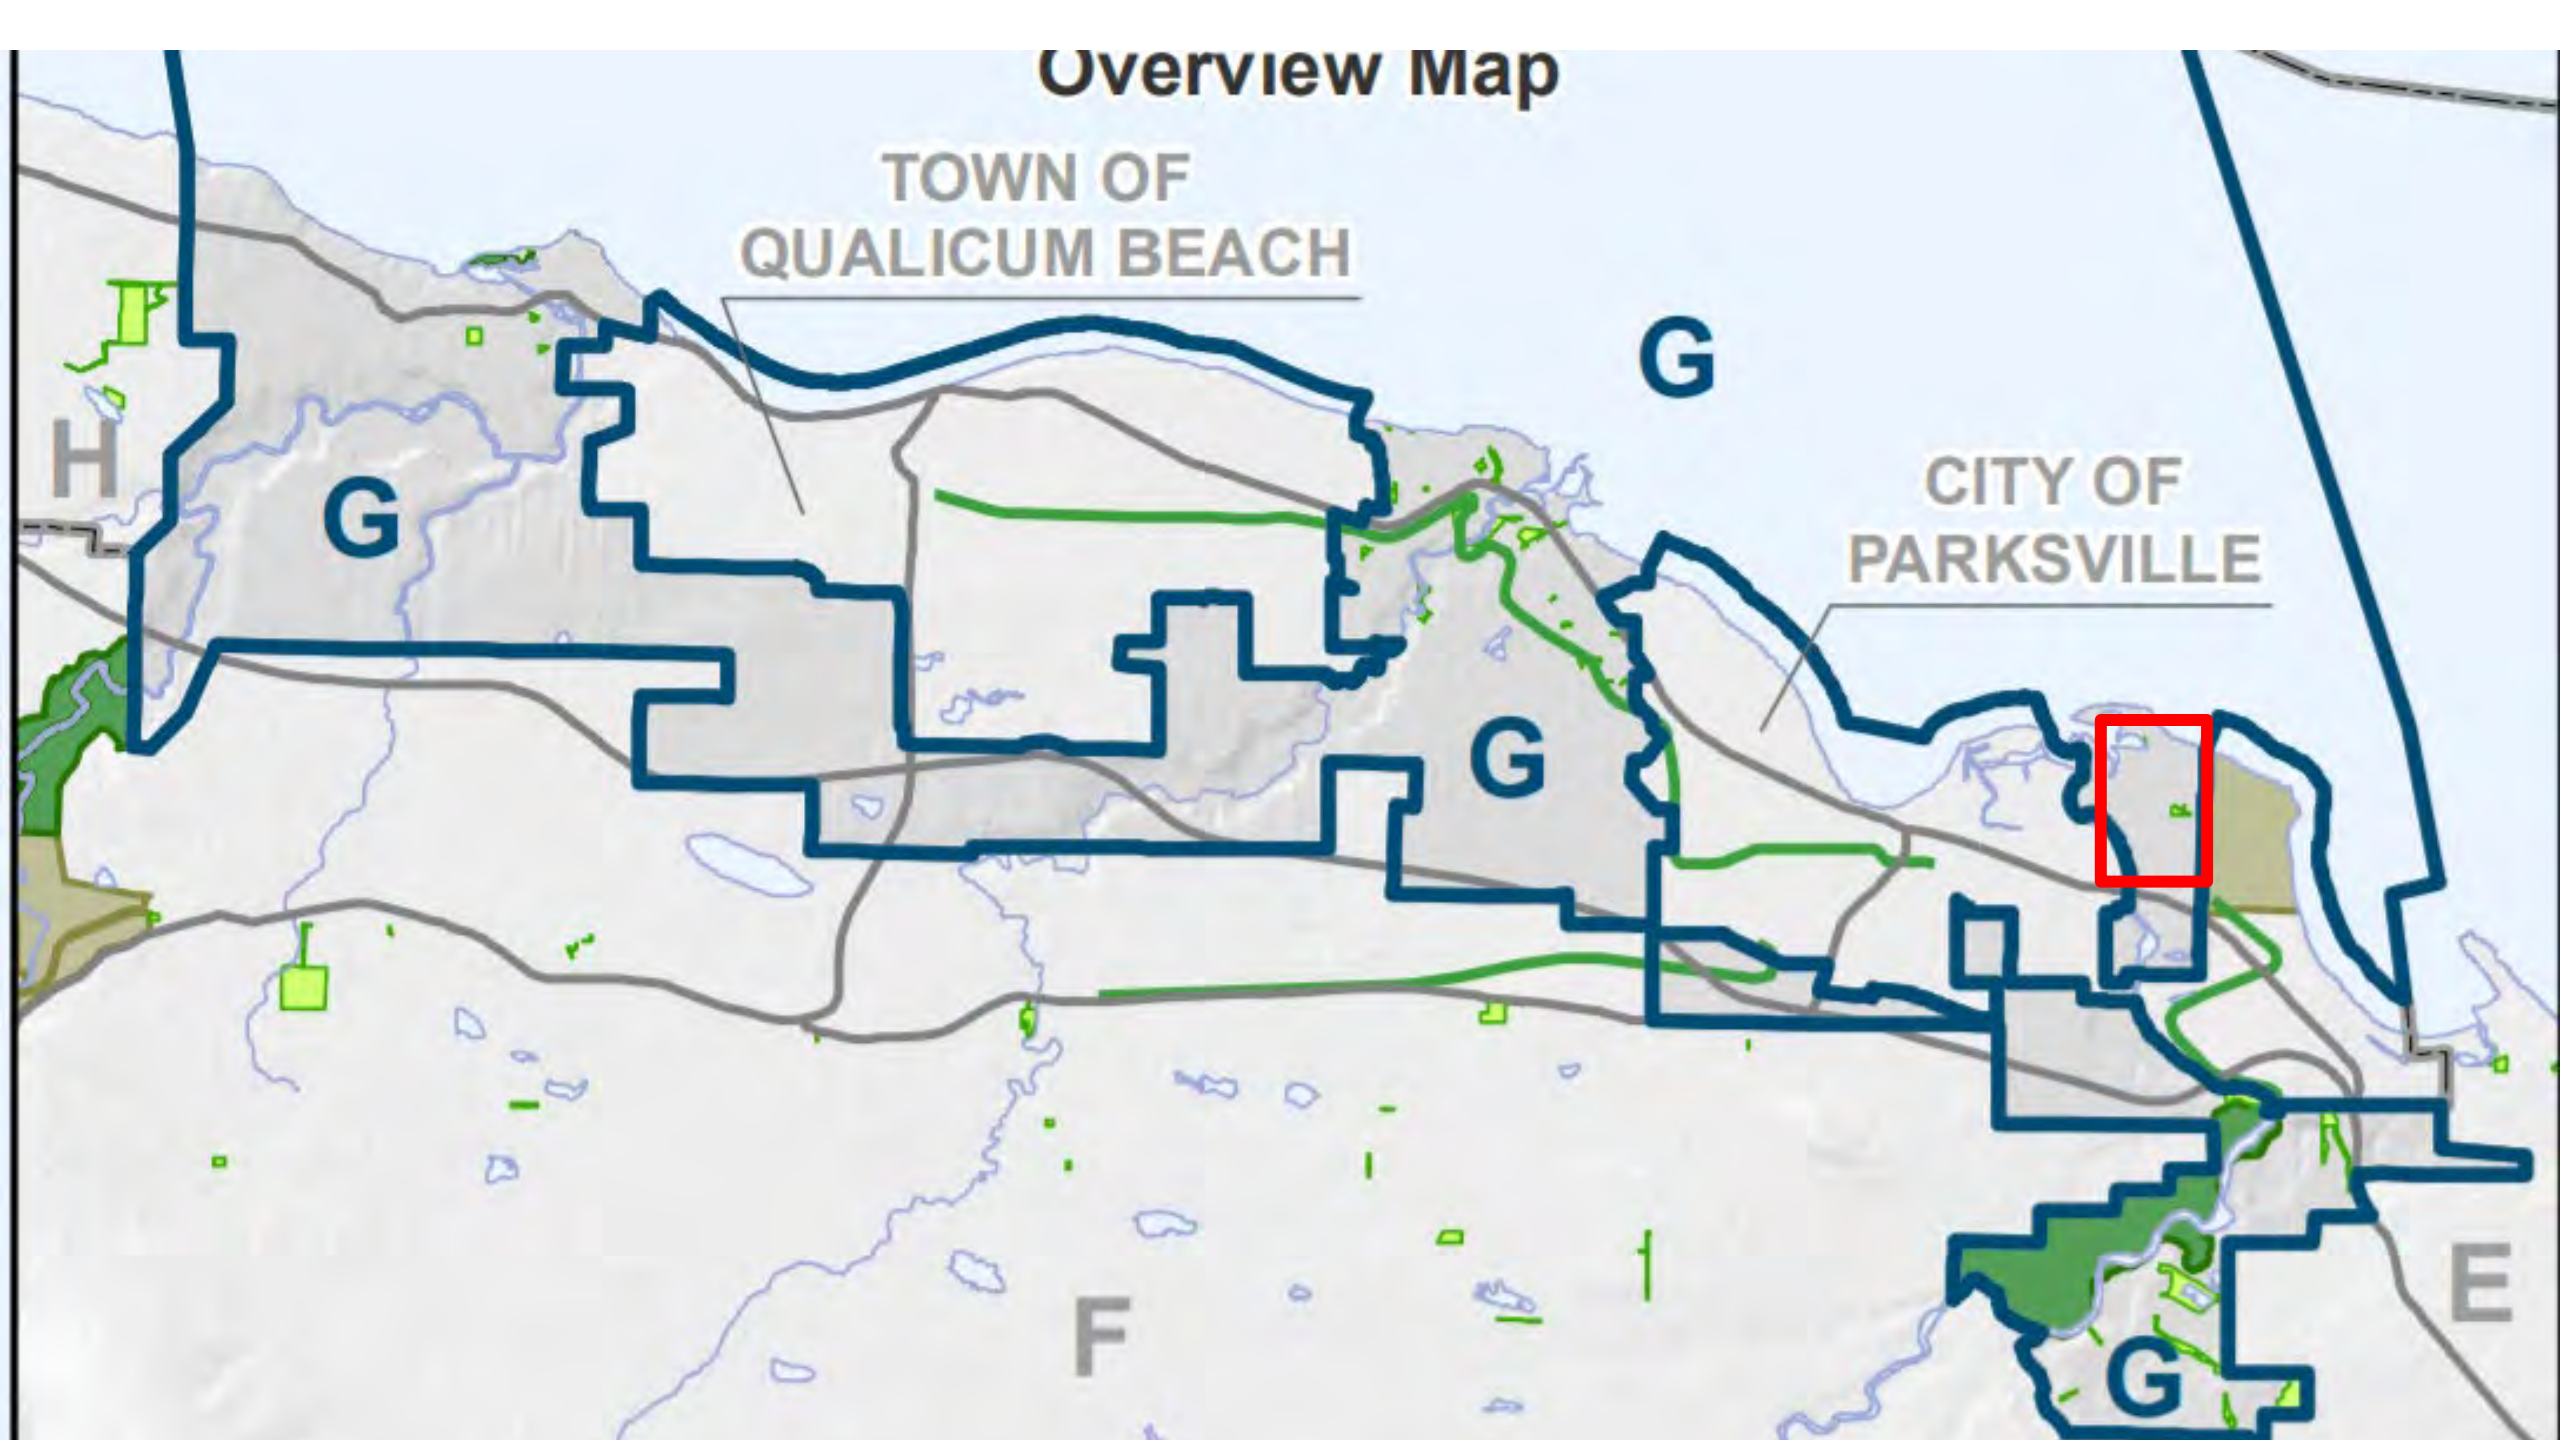 Overview Map
TOWN OF
QUALICUM BEACH
G
CITY OF
PARKSVILLE
H
G
G
F
E
G